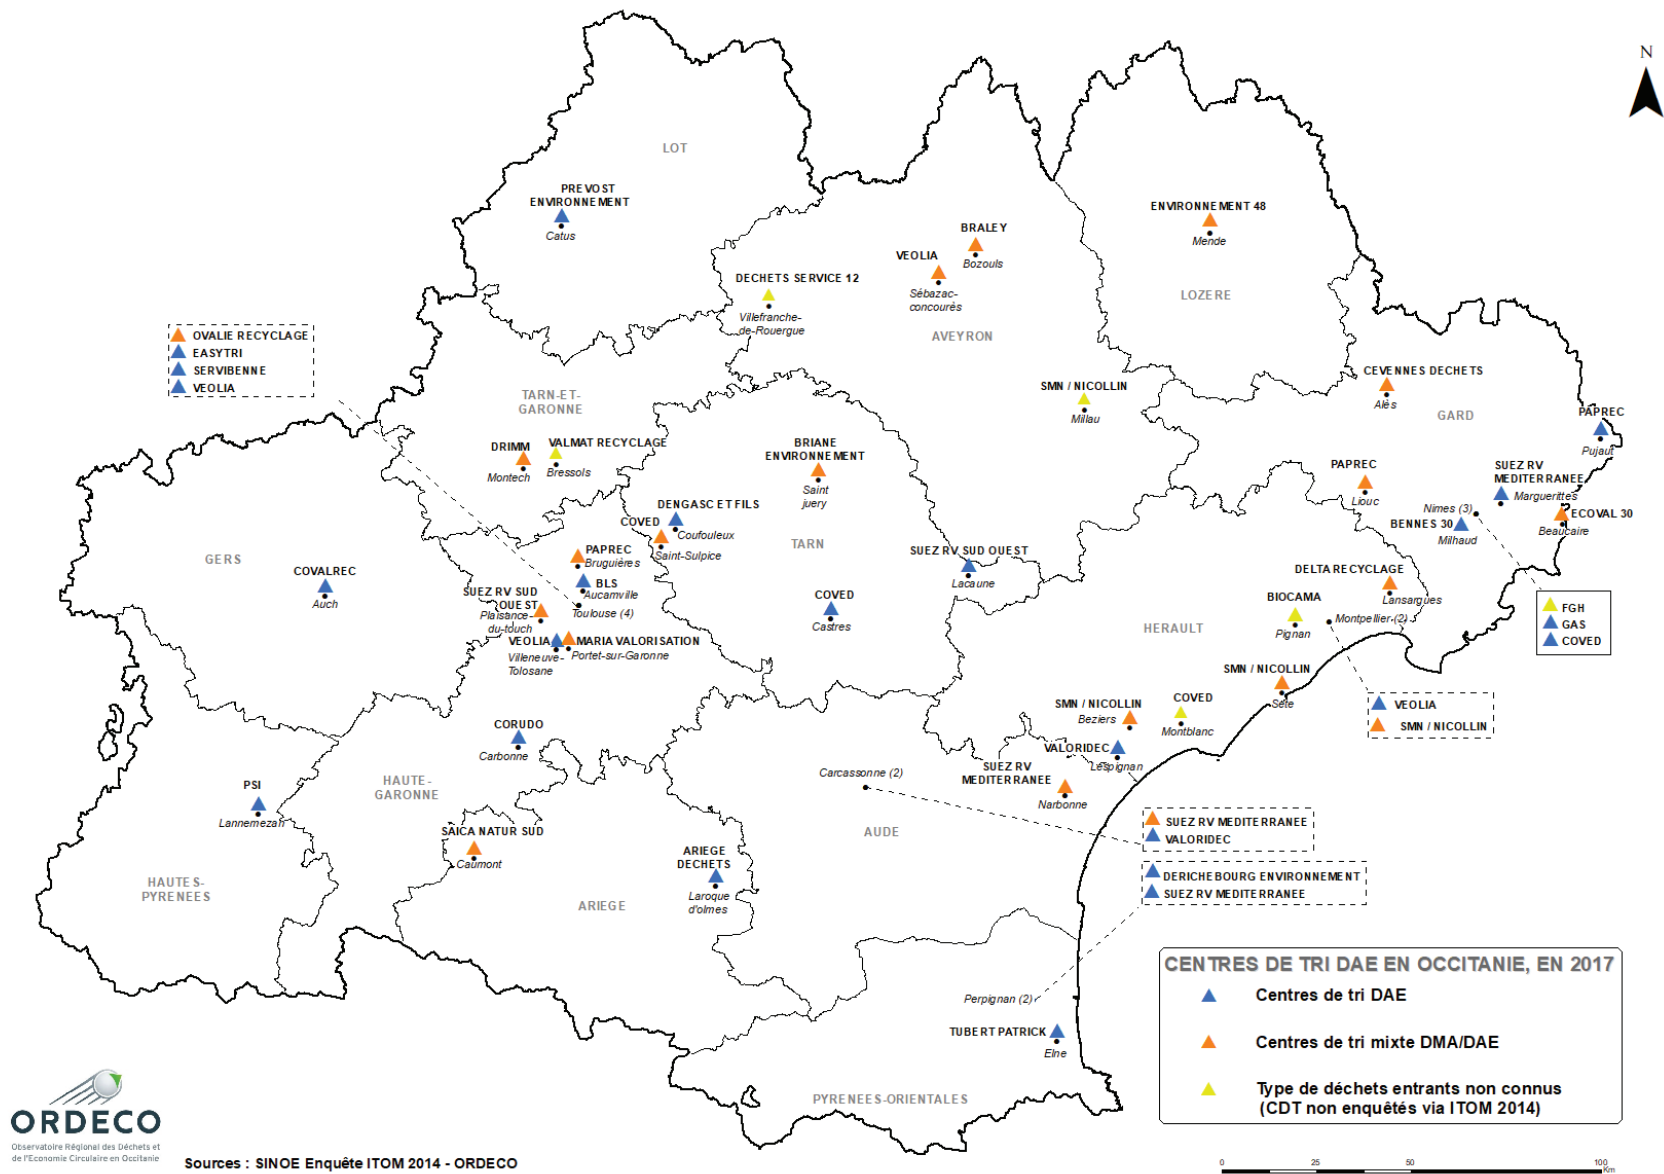 N
LOT
PREVOST
ENVIRONNEMENT
Catus
ENVIRONNEMENT 48
Mende
BRALEY
Bozouls
VEOLIA
Sébazac-
concourès
DECHETS SERVICE 12
Villefranche-
de-Rouergue
LOZERE
AVEYRON
OVALIE RECYCLAGE
EASYTRI
SERVIBENNE
VEOLIA
TARN-ET-
GARONNE
SMN / NICOLLIN
Millau
CEVENNES DECHETS
Alès
GARD
PAPREC
Pujaut
DRIMM
Montech
VALMAT RECYCLAGE
Bressols
BRIANE
ENVIRONNEMENT
Saint
juery
PAPREC
Liouc
SUEZ RV
MEDITERRANEE
Marguerittes
Nimes (3)
BENNES 30
Milhaud
ECOVAL 30
Beaucaire
DENGASC ET FILS
Coufouleux
COVED
Saint-Sulpice
TARN
GERS
COVALREC
Auch
PAPREC
Bruguières
BLS
Aucamville
SUEZ RV SUD
OUEST
Plaisance-
du-touch
Toulouse (4)
VEOLIA
Villeneuve-
Tolosane
MARIA VALORISATION
Portet-sur-Garonne
SUEZ RV SUD OUEST
Lacaune
COVED
Castres
DELTA RECYCLAGE
Lansargues
BIOCAMA
Pignan
Montpellier (2)
HERAULT
FGH
GAS
COVED
SMN / NICOLLIN
Sète
VEOLIA
SMN / NICOLLIN
SMN / NICOLLIN
Beziers
COVED
Montblanc
VALORIDEC
Lespignan
SUEZ RV
MEDITERRANEE
Narbonne
CORUDO
Carbonne
Carcassonne (2)
HAUTE-
GARONNE
PSI
Lannemezan
AUDE
SUEZ RV MEDITERRANEE
VALORIDEC
SAICA NATUR SUD
Caumont
ARIEGE
DECHETS
Laroque
d'olmes
DERICHEBOURG ENVIRONNEMENT
SUEZ RV MEDITERRANEE
HAUTES-
PYRENEES
ARIEGE
Perpignan (2)
TUBERT PATRICK
Elne
PYRENEES-ORIENTALES
CENTRES DE TRI DAE EN OCCITANIE, EN 2017
Centres de tri DAE
Centres de tri mixte DMA/DAE
Type de déchets entrants non connus
(CDT non enquêtés via ITOM 2014)
ORDECO
Observatoire Régional des Déchets et
de l'Economie Circulaire en Occitanie
Sources : SINOE Enquête ITOM 2014 - ORDECO
0 25 50 100
Km